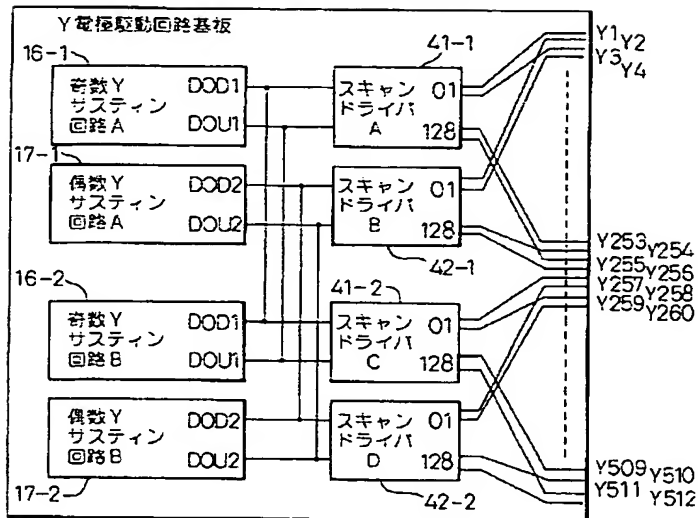 Y電極駆動回路基板
16-1
奇数Y
サスティン
回路A
DOD1
DOU1
17-1
偶数Y
サスティン
回路A
DOD2
DOU2
16-2
奇数Y
サスティン
回路B
DOD1
DOU1
偶数Y
サスティン
回路B
DOD2
DOU2
17-2
41-1
スキャン
ドライバ
A
01
128
スキャン
ドライバ
B
01
128
42-1
41-2
スキャン
ドライバ
C
01
128
スキャン
ドライバ
D
01
128
42-2
Y1 Y2
Y3 Y4
Y253 Y254
Y255 Y256
Y257 Y258
Y259 Y260
Y509 Y510
Y511 Y512